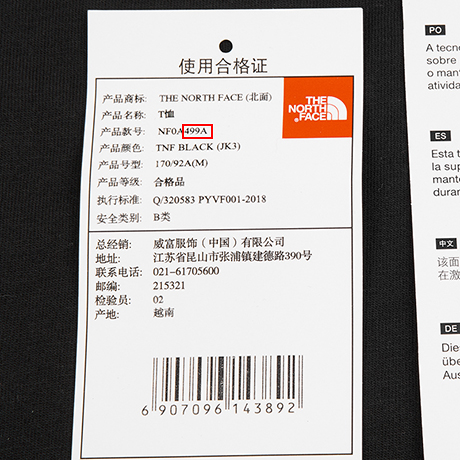 使用合格证
产品商标: THE NORTH FACE (北面)
产品名称: T恤
产品款号: NF0A499A
产品颜色: TNF BLACK (JK3)
产品号型: 170/92A(M)
产品等级: 合格品
执行标准: Q/320583 PYVF001-2018
安全类别: B类
THE
NORTH
FACE
总经销: 威富服饰（中国）有限公司
地址: 江苏省昆山市张浦镇建德路390号
联系电话: 021-61705600
邮编: 215321
检验员: 02
产地: 越南
6 907096 143892
PO
A tecno
sobre
o mant
ativida
ES
Esta t
la sup
mante
duran
中文
该面
在激
DE
Dies
übe
Aus